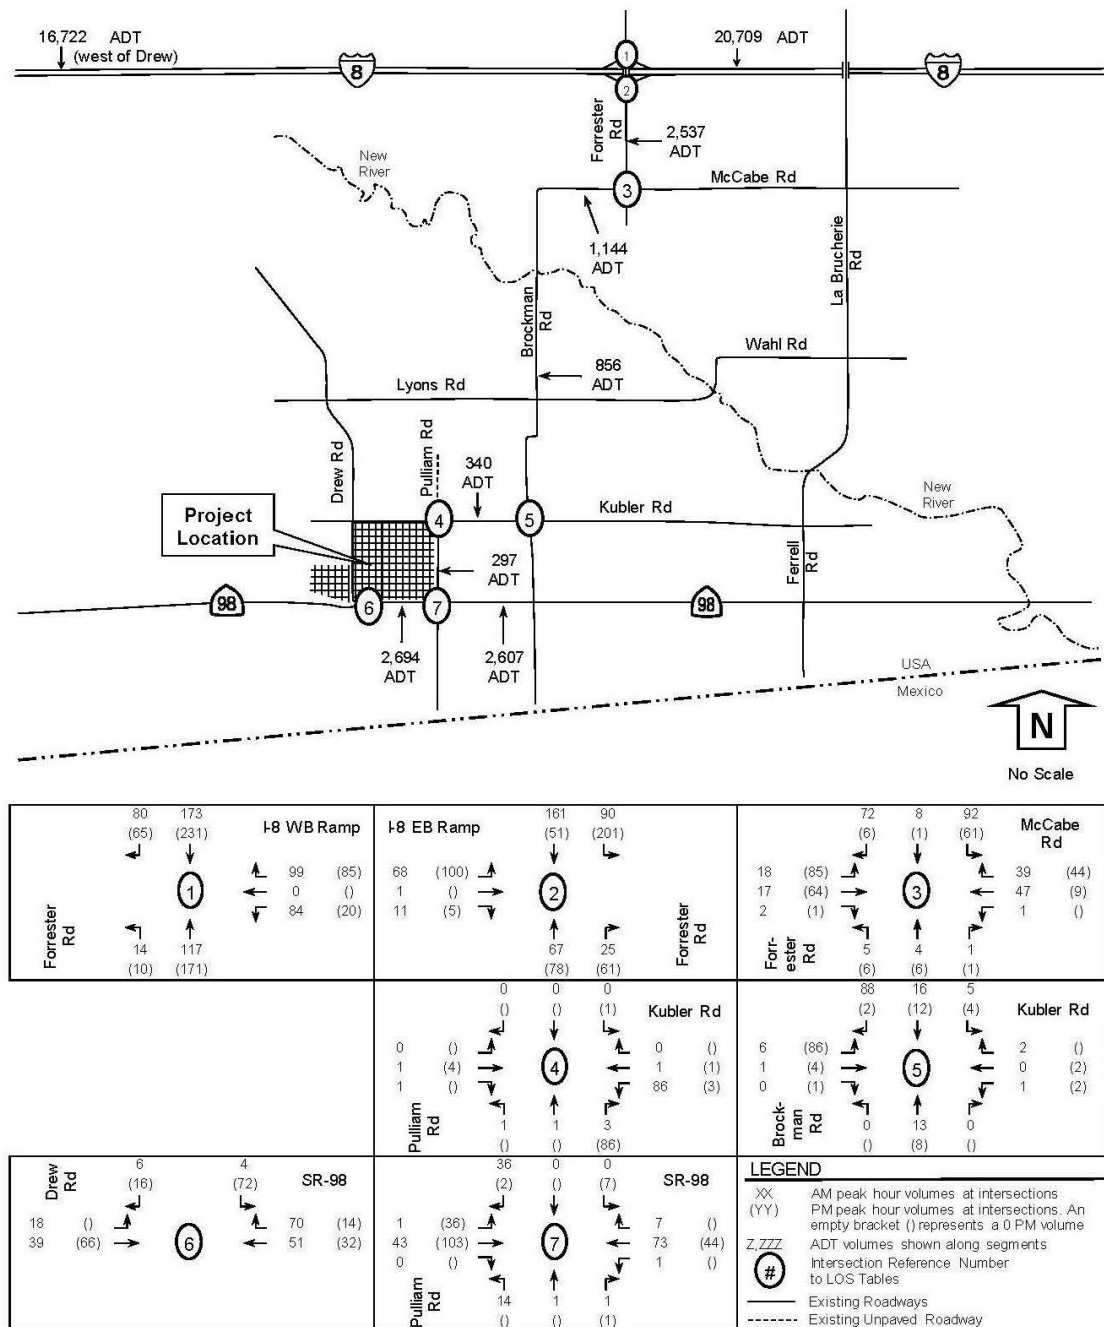 16,722 ADT
(west of Drew)
20,709 ADT
8
8
1
2
Forrester
Rd
2,537
ADT
New
River
3
McCabe Rd
1,144
ADT
La Brucherie
Rd
Brockman
Rd
Wahl Rd
856
ADT
Lyons Rd
Drew Rd
Pulliam Rd
340
ADT
New
River
Project
Location
4
5
Kubler Rd
297
ADT
Ferrell
Rd
98
6
7
98
2,694
ADT
2,607
ADT
USA
Mexico
N
No Scale
80 173
(65) (231)
I-8 WB Ramp
1
99 (85)
0 ()
84 (20)
Forrester
Rd
14 117
(10) (171)
161 90
(51) (201)
I-8 EB Ramp
68 (100)
1 ()
11 (5)
2
Forrester
Rd
67 25
(78) (61)
72 8 92
(6) (1) (61)
McCabe
Rd
18 (85)
17 (64)
2 (1)
3
39 (44)
47 (9)
1 ()
Forr-
ester
Rd
5 4 1
(6) (6) (1)
0 0 0
() () (1)
Kubler Rd
0 ()
1 (4)
1 ()
4
0 ()
1 (1)
86 (3)
Pulliam
Rd
1 1 3
() () (86)
88 16 5
(2) (12) (4)
Kubler Rd
6 (86)
1 (4)
0 (1)
5
2 ()
0 (2)
1 (2)
Brock-
man
Rd
0 13 0
() (8) ()
Drew
Rd
6 4
(16) (72)
SR-98
18 ()
39 (66)
6
70 (14)
51 (32)
36 0 0
(2) () (7)
SR-98
1 (36)
43 (103)
0 ()
7
7 ()
73 (44)
1 ()
Pulliam
Rd
14 1 1
() () (1)
LEGEND
XX AM peak hour volumes at intersections
(YY) PM peak hour volumes at intersections. An
empty bracket () represents a 0 PM volume
Z,ZZZ ADT volumes shown along segments
# Intersection Reference Number
to LOS Tables
Existing Roadways
Existing Unpaved Roadway